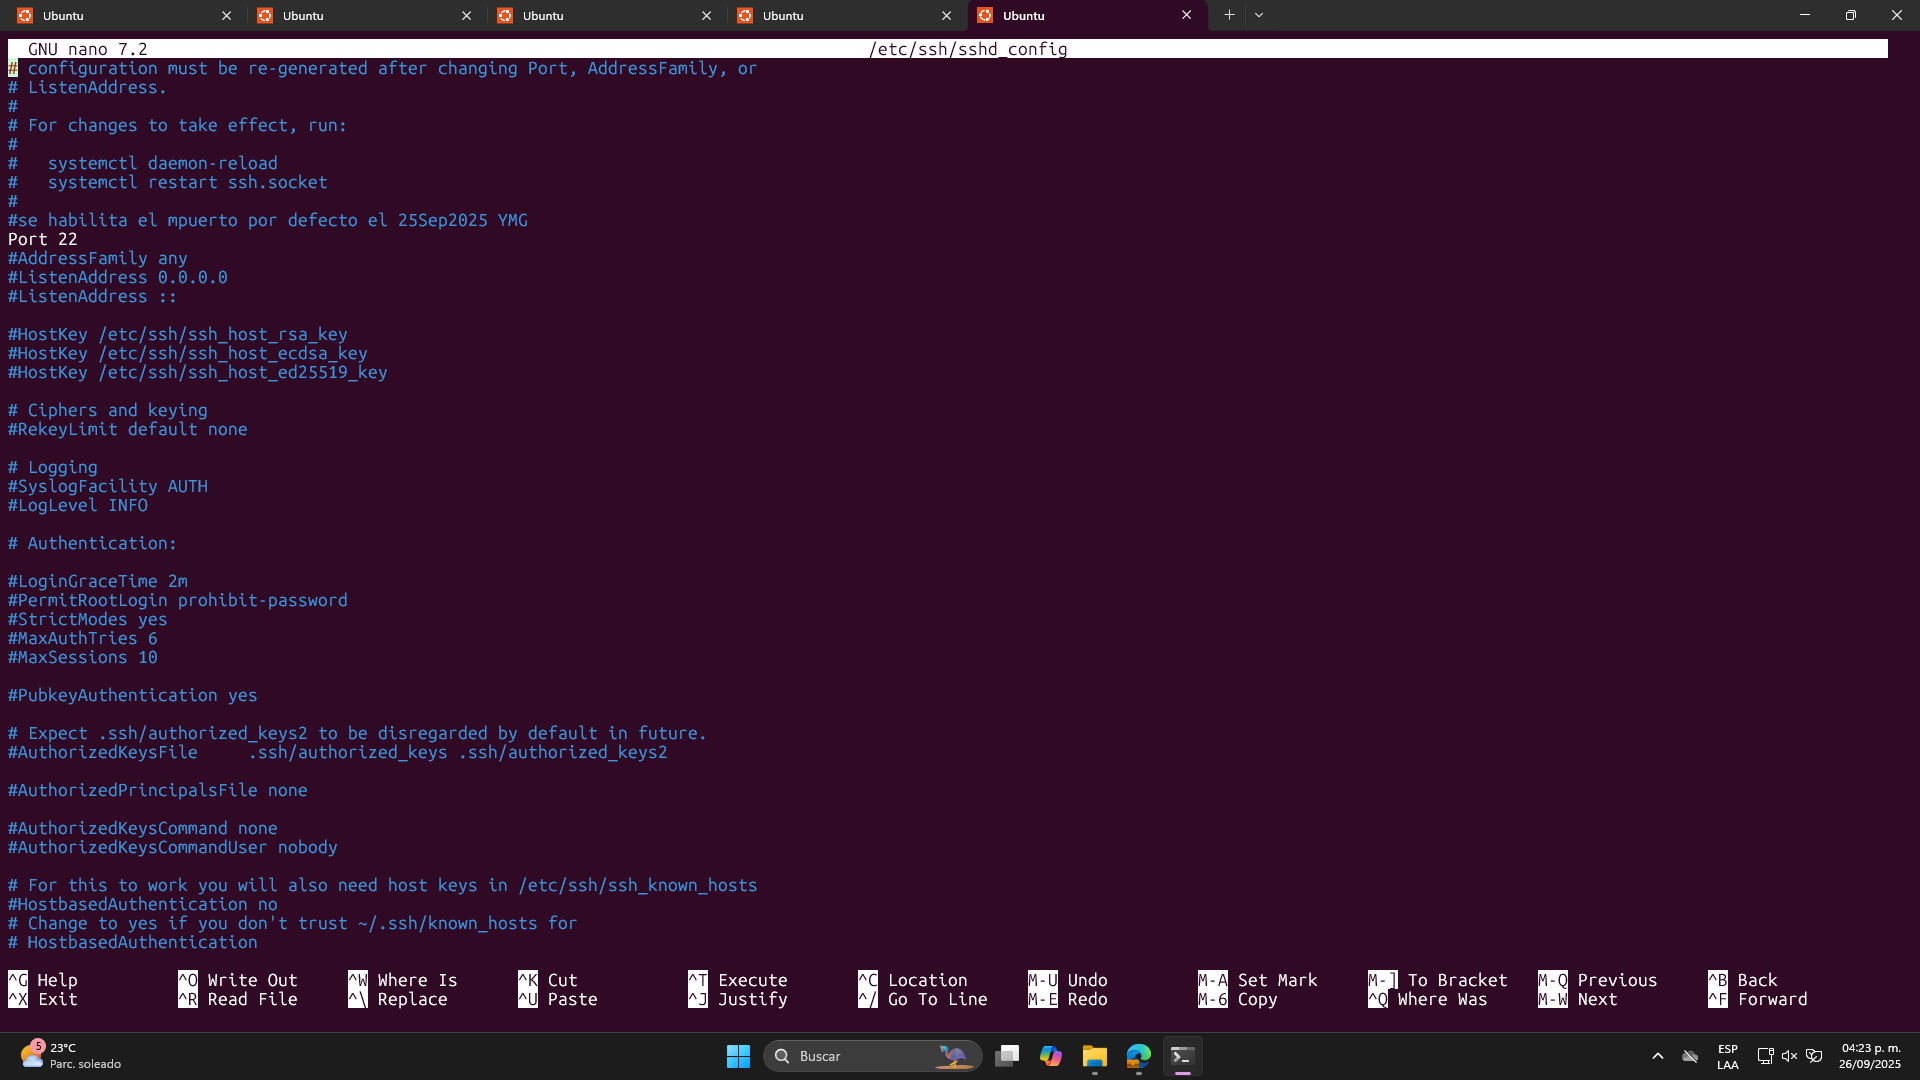 Ubuntu
Ubuntu
Ubuntu
Ubuntu
Ubuntu
GNU nano 7.2 /etc/ssh/sshd_config
# configuration must be re-generated after changing Port, AddressFamily, or
# ListenAddress.
#
# For changes to take effect, run:
#
#   systemctl daemon-reload
#   systemctl restart ssh.socket
#
#se habilita el mpuerto por defecto el 25Sep2025 YMG
Port 22
#AddressFamily any
#ListenAddress 0.0.0.0
#ListenAddress ::
#HostKey /etc/ssh/ssh_host_rsa_key
#HostKey /etc/ssh/ssh_host_ecdsa_key
#HostKey /etc/ssh/ssh_host_ed25519_key
# Ciphers and keying
#RekeyLimit default none
# Logging
#SyslogFacility AUTH
#LogLevel INFO
# Authentication:
#LoginGraceTime 2m
#PermitRootLogin prohibit-password
#StrictModes yes
#MaxAuthTries 6
#MaxSessions 10
#PubkeyAuthentication yes
# Expect .ssh/authorized_keys2 to be disregarded by default in future.
#AuthorizedKeysFile     .ssh/authorized_keys .ssh/authorized_keys2
#AuthorizedPrincipalsFile none
#AuthorizedKeysCommand none
#AuthorizedKeysCommandUser nobody
# For this to work you will also need host keys in /etc/ssh/ssh_known_hosts
#HostbasedAuthentication no
# Change to yes if you don't trust ~/.ssh/known_hosts for
# HostbasedAuthentication
^G Help ^O Write Out ^W Where Is ^K Cut ^T Execute ^C Location M-U Undo M-A Set Mark M-] To Bracket M-Q Previous ^B Back
^X Exit ^R Read File ^\ Replace ^U Paste ^J Justify ^/ Go To Line M-E Redo M-6 Copy ^Q Where Was M-W Next ^F Forward
5
23°C
Parc. soleado
Buscar
ESP
LAA
04:23 p. m.
26/09/2025